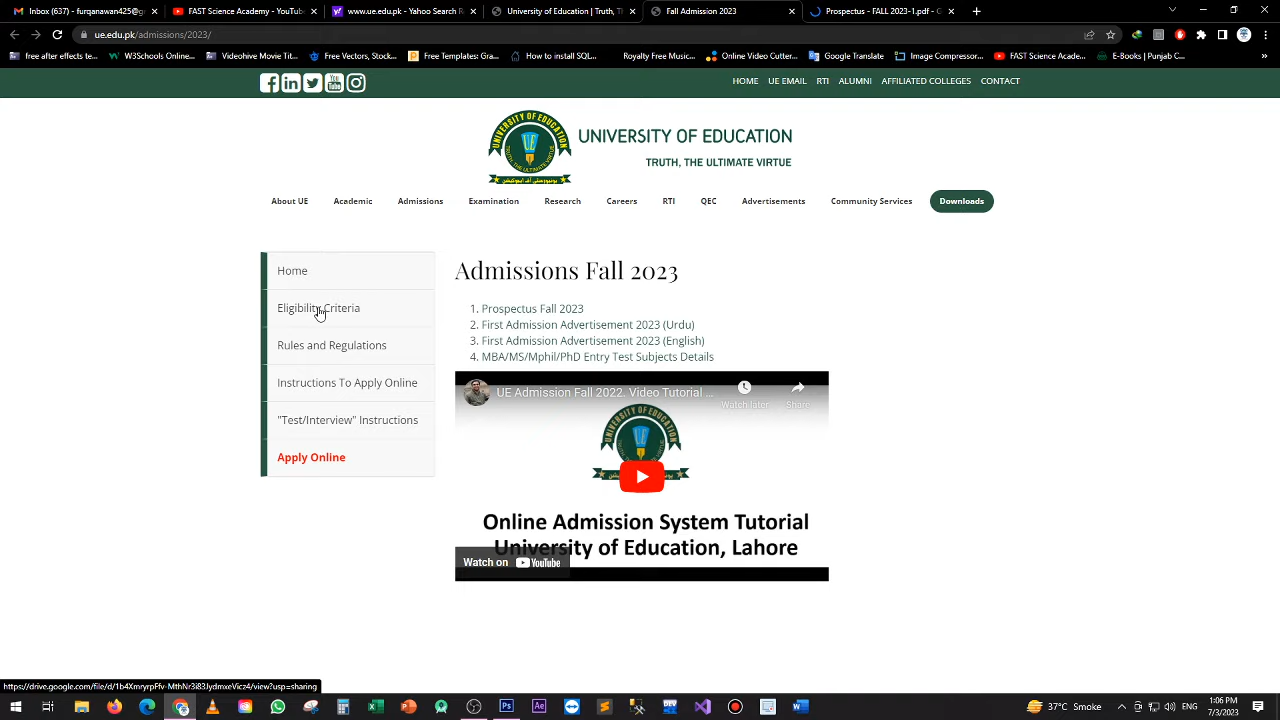 Inbox (637) - furqanawan425@g
FAST Science Academy - YouTub
www.ue.edu.pk - Yahoo Search R
University of Education | Truth, Th
Fall Admission 2023
Prospectus - FALL 2023-1.pdf - G
ue.edu.pk/admissions/2023/
free after effects te...
W3Schools Online...
Videohive Movie Tit...
Free Vectors, Stock...
Free Templates: Gr...
How to install SQL...
Royalty Free Music...
Online Video Cutter...
Google Translate
Image Compressor...
FAST Science Acade...
E-Books | Punjab C...
HOME UE EMAIL RTI ALUMNI AFFILIATED COLLEGES CONTACT
UNIVERSITY OF EDUCATION
TRUTH, THE ULTIMATE VIRTUE
About UE Academic Admissions Examination Research Careers RTI QEC Advertisements Community Services Downloads
Home
Eligibility Criteria
Rules and Regulations
Instructions To Apply Online
"Test/Interview" Instructions
Apply Online
Admissions Fall 2023
1. Prospectus Fall 2023
2. First Admission Advertisement 2023 (Urdu)
3. First Admission Advertisement 2023 (English)
4. MBA/MS/Mphil/PhD Entry Test Subjects Details
UE Admission Fall 2022. Video Tutorial ...
Watch later
Share
UNIVERSITY OF EDUCATION
UE
Online Admission System Tutorial
University of Education, Lahore
Watch on YouTube
37°C Smoke
ENG
1:06 PM
7/3/2023